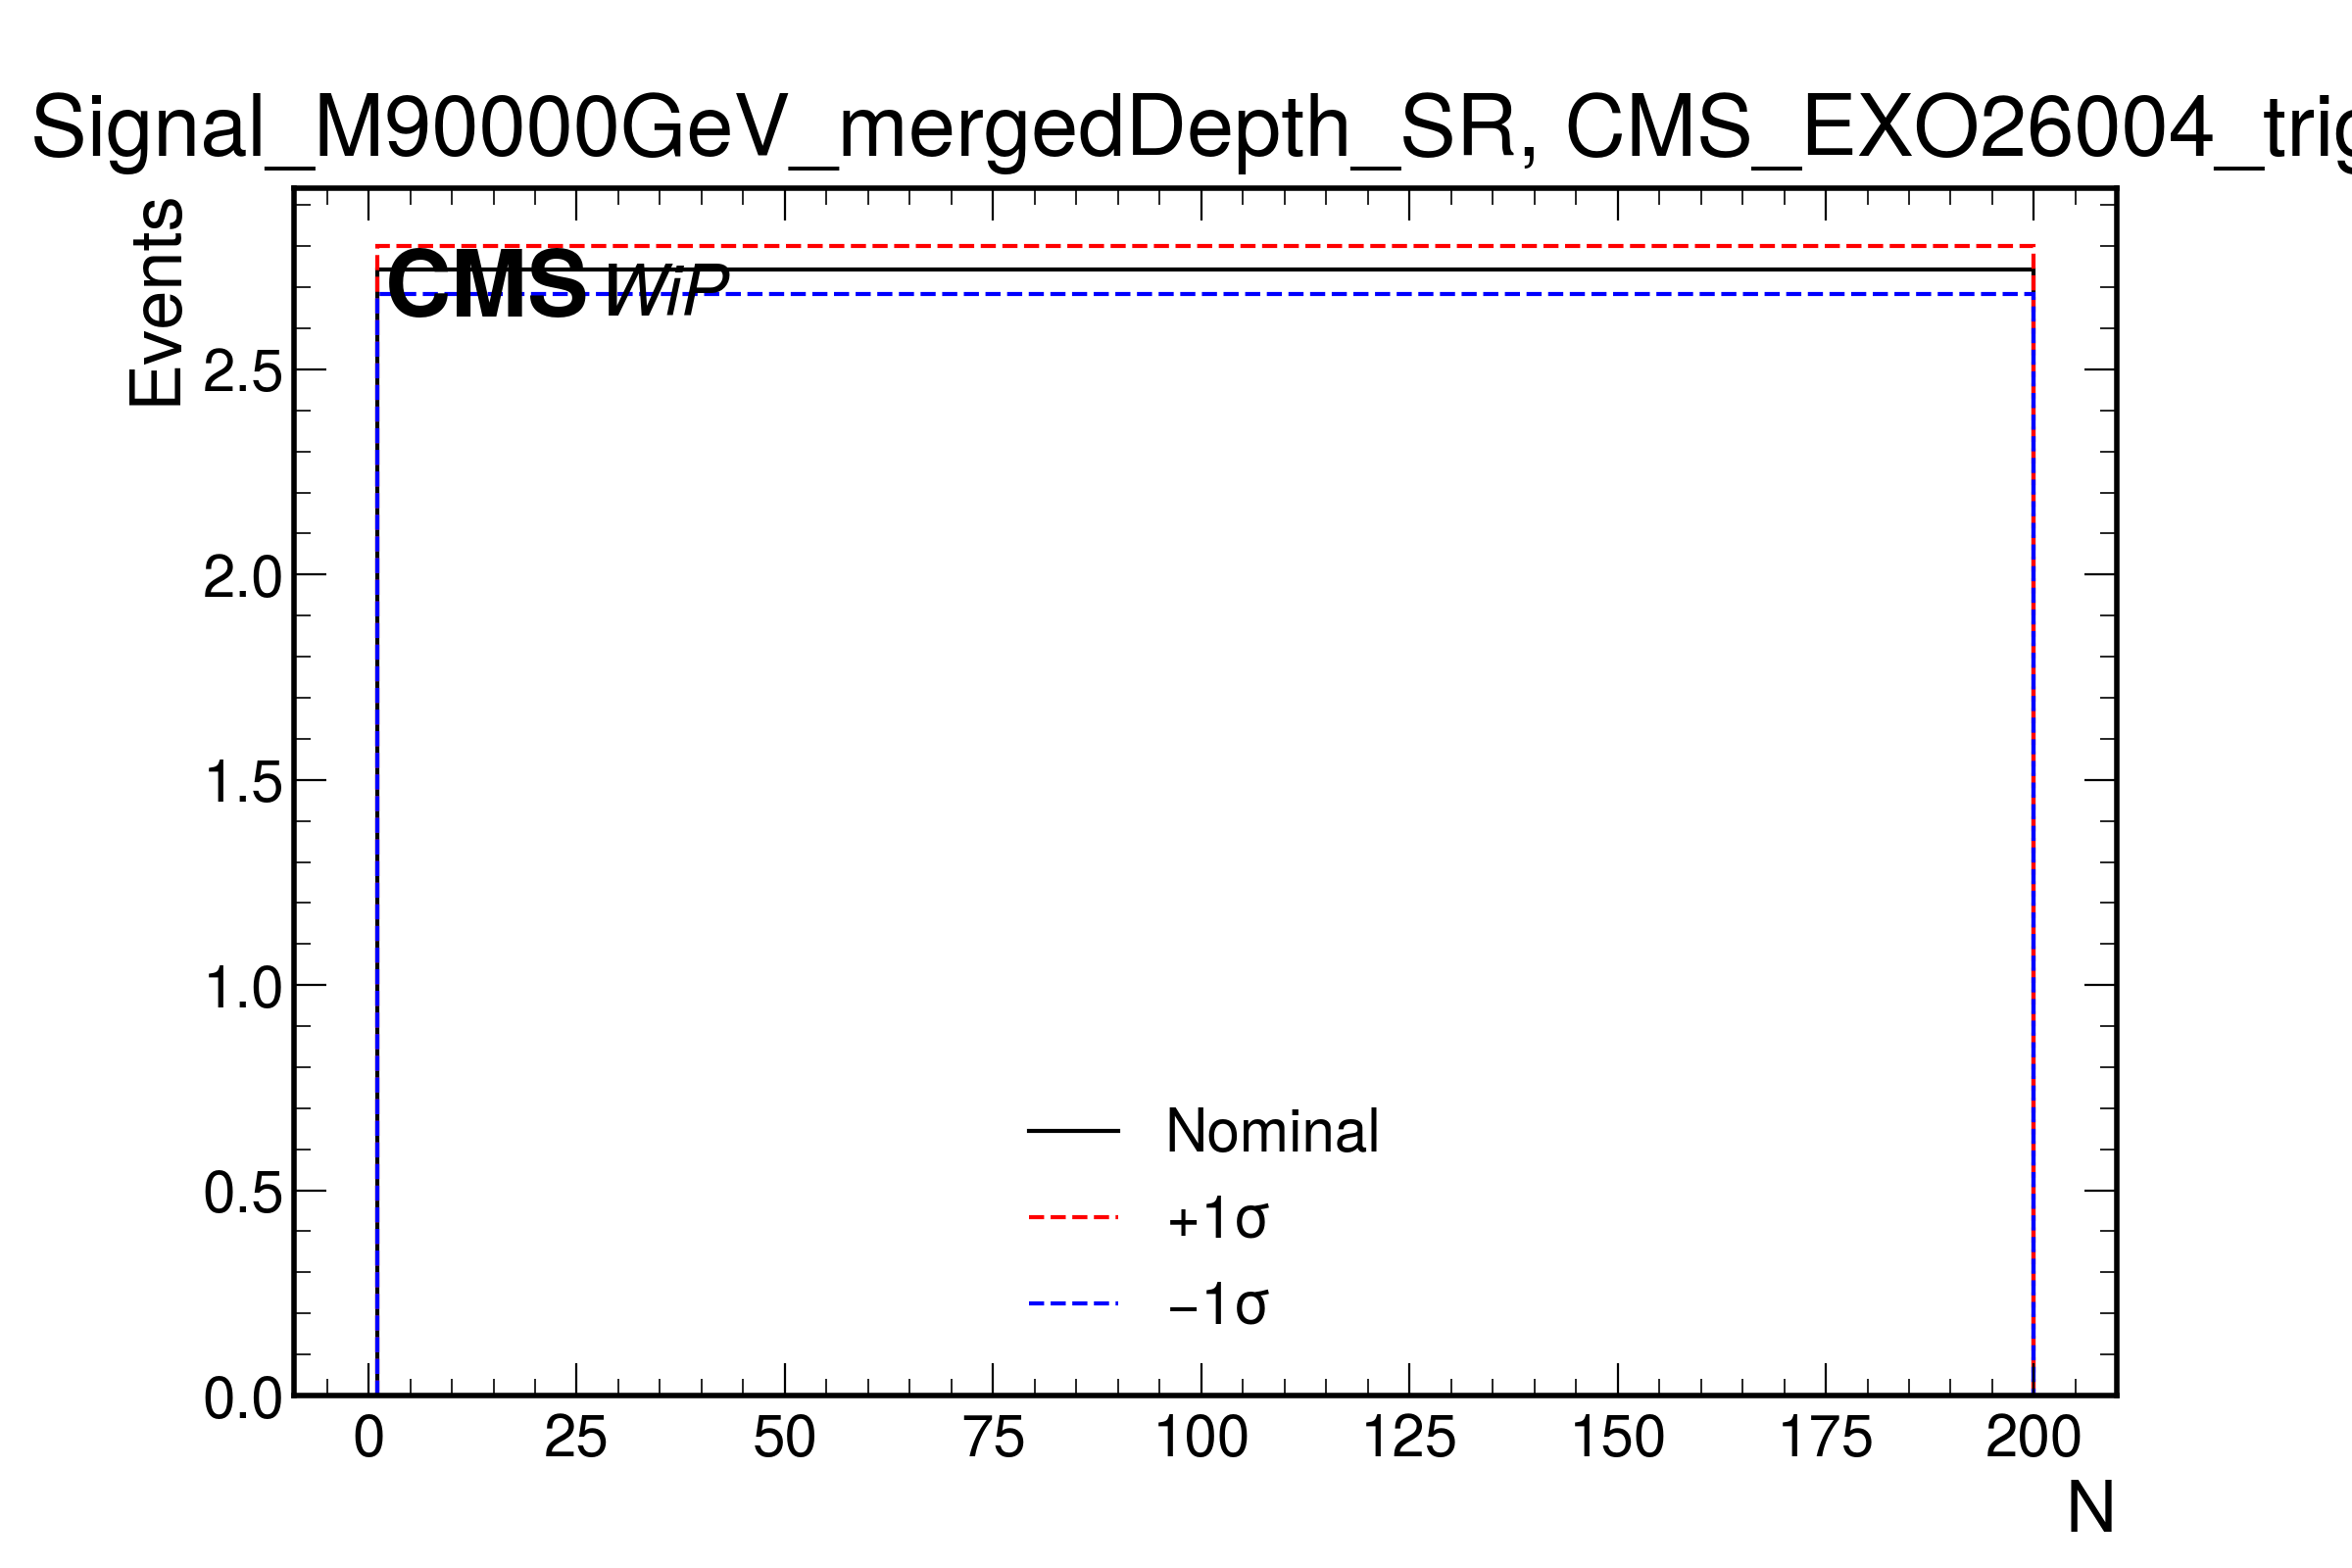 Signal_M90000GeV_mergedDepth_SR, CMS_EXO26004_trig
Events
CMS WiP
2.5
2.0
1.5
1.0
0.5
0.0
Nominal
+1σ
−1σ
0 25 50 75 100 125 150 175 200
N